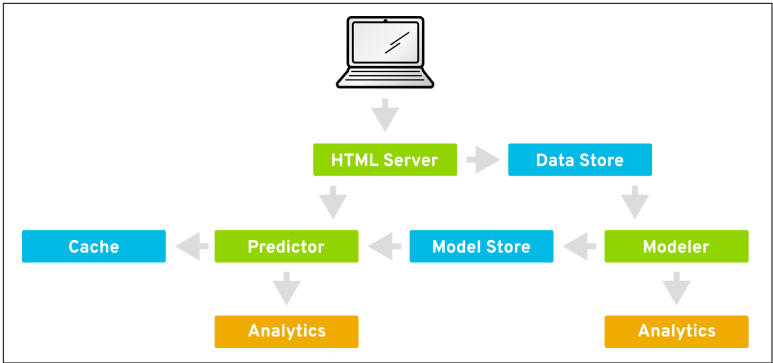 HTML Server
Data Store
Cache
Predictor
Model Store
Modeler
Analytics
Analytics